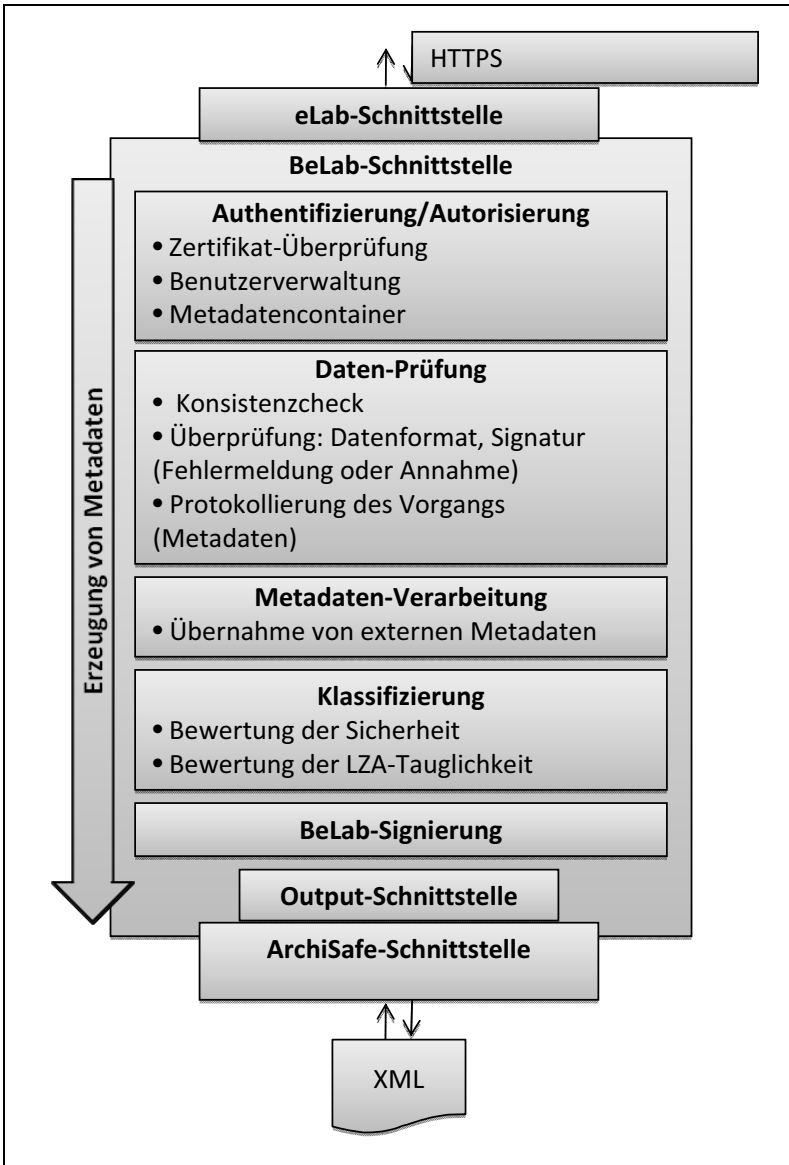 HTTPS
eLab-Schnittstelle
BeLab-Schnittstelle
Erzeugung von Metadaten
Authentifizierung/Autorisierung
• Zertifikat-Überprüfung
• Benutzerverwaltung
• Metadatencontainer
Daten-Prüfung
• Konsistenzcheck
• Überprüfung: Datenformat, Signatur
(Fehlermeldung oder Annahme)
• Protokollierung des Vorgangs
(Metadaten)
Metadaten-Verarbeitung
• Übernahme von externen Metadaten
Klassifizierung
• Bewertung der Sicherheit
• Bewertung der LZA-Tauglichkeit
BeLab-Signierung
Output-Schnittstelle
ArchiSafe-Schnittstelle
XML